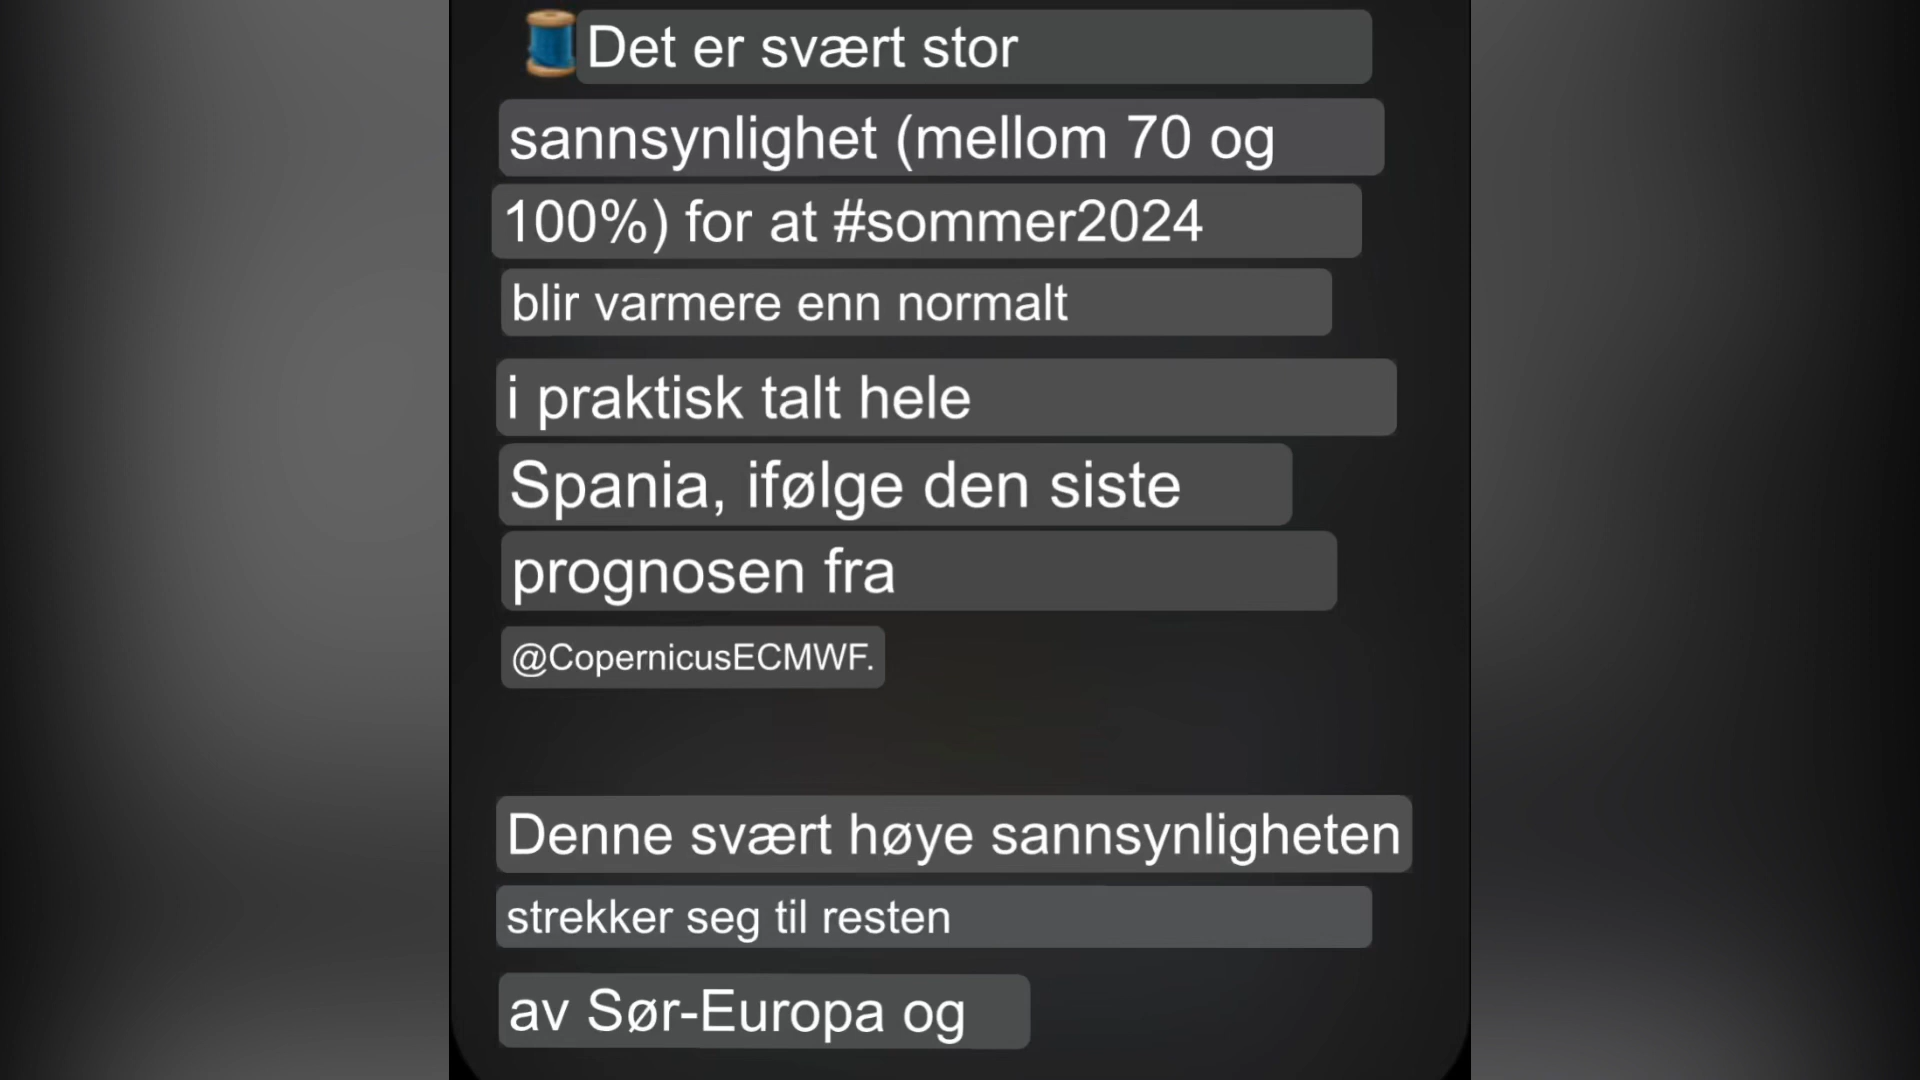 🧵Det er svært stor
sannsynlighet (mellom 70 og
100%) for at #sommer2024
blir varmere enn normalt
i praktisk talt hele
Spania, ifølge den siste
prognosen fra
@CopernicusECMWF.
Denne svært høye sannsynligheten
strekker seg til resten
av Sør-Europa og